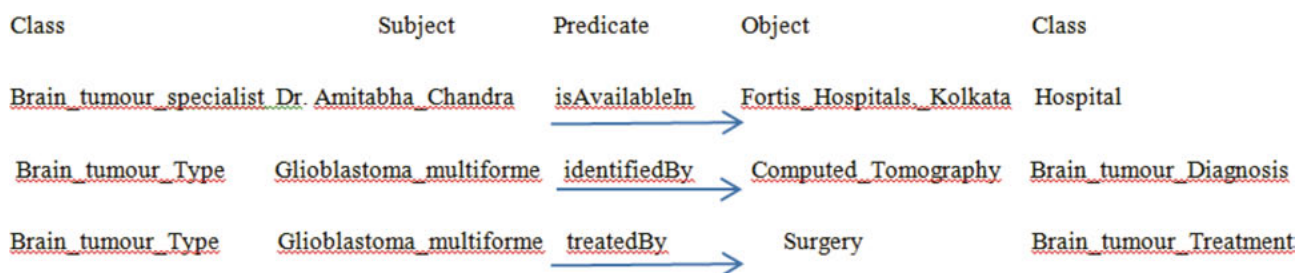 Class Subject Predicate Object Class
Brain_tumour_specialist Dr. Amitabha_Chandra isAvailableIn Fortis_Hospitals,_Kolkata Hospital
Brain_tumour_Type Glioblastoma_multiforme identifiedBy Computed_Tomography Brain_tumour_Diagnosis
Brain_tumour_Type Glioblastoma_multiforme treatedBy Surgery Brain_tumour_Treatment